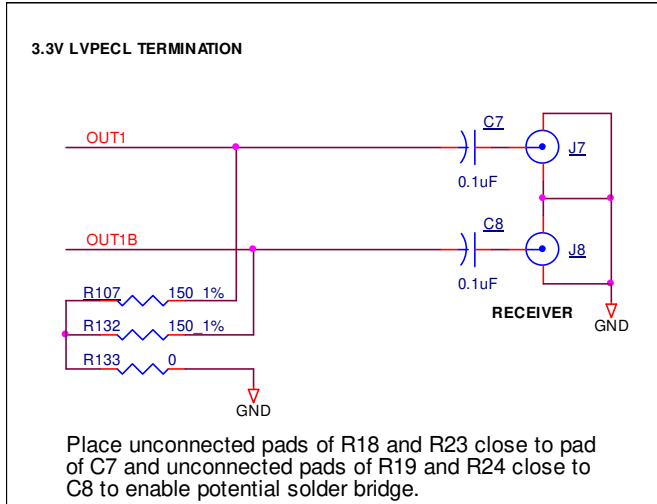 3.3V LVPECL TERMINATION
C7
OUT1
J7
0.1uF
C8
OUT1B
J8
0.1uF
R107 150_1%
RECEIVER
GND
R132 150_1%
R133 0
GND
Place unconnected pads of R18 and R23 close to pad
of C7 and unconnected pads of R19 and R24 close to
C8 to enable potential solder bridge.